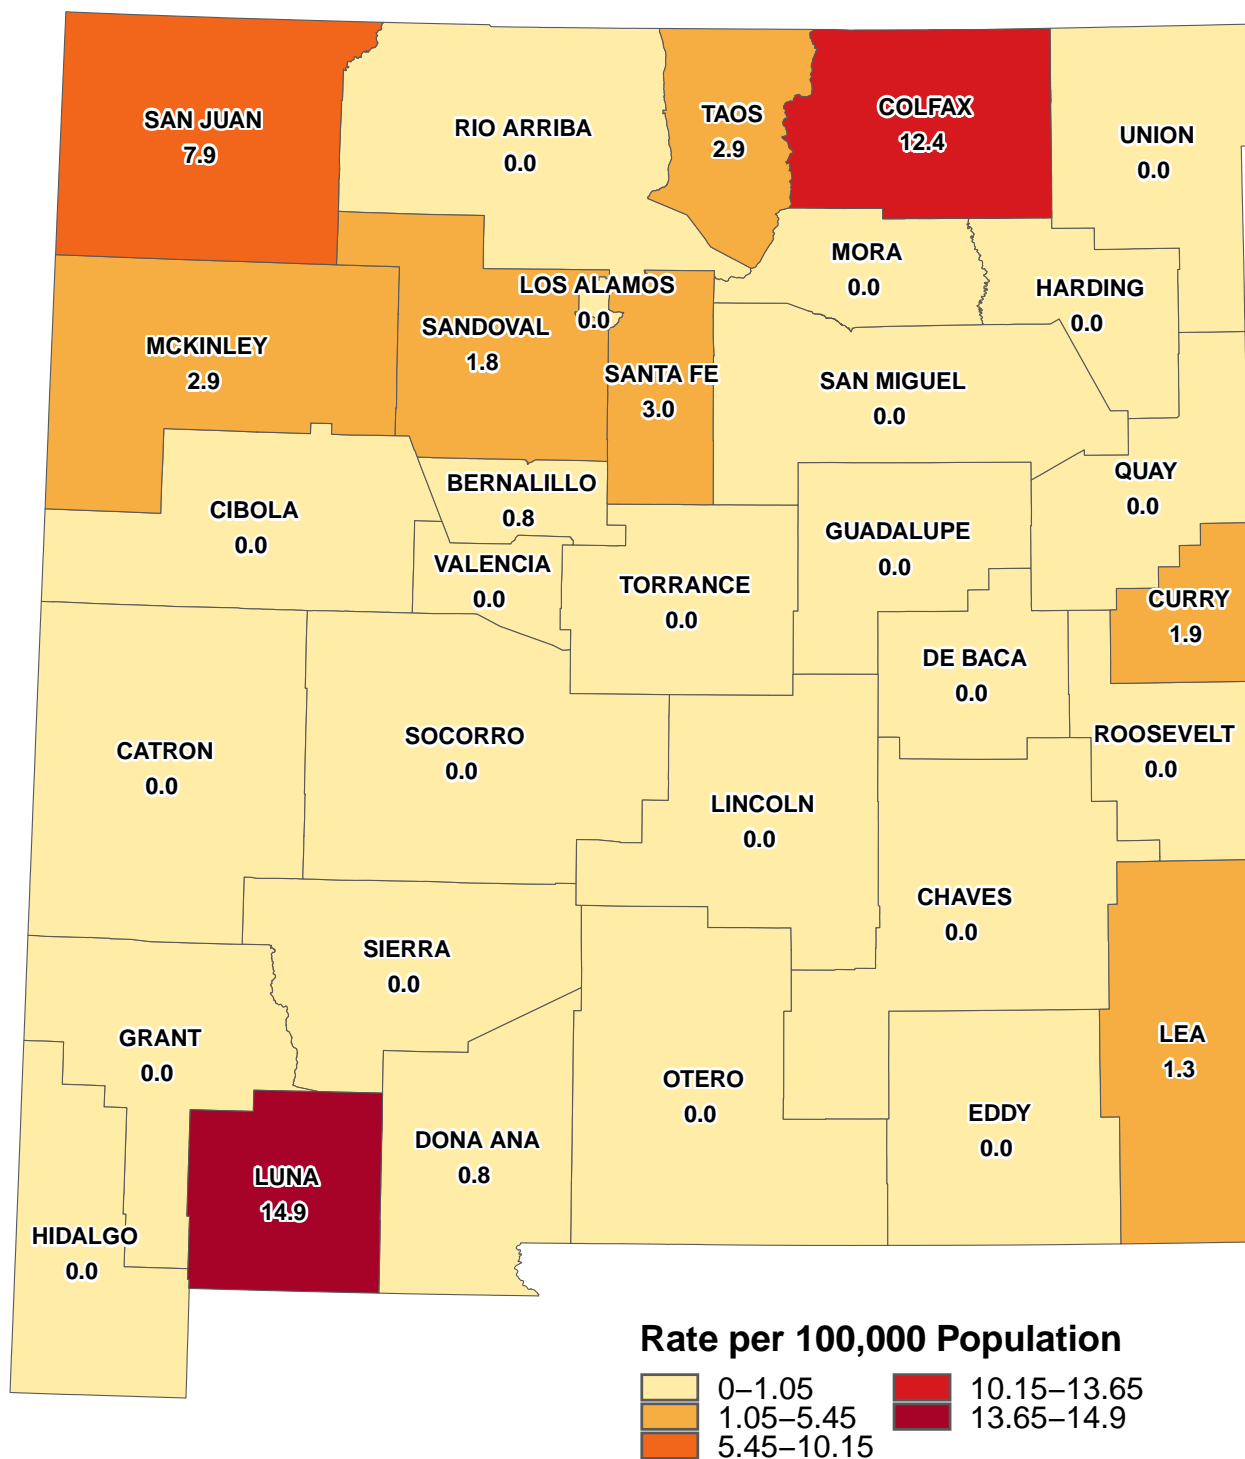 SAN JUAN
7.9
RIO ARRIBA
0.0
TAOS
2.9
COLFAX
12.4
UNION
0.0
MORA
0.0
HARDING
0.0
LOS ALAMOS
0.0
SANDOVAL
1.8
MCKINLEY
2.9
SANTA FE
3.0
SAN MIGUEL
0.0
QUAY
0.0
BERNALILLO
0.8
CIBOLA
0.0
GUADALUPE
0.0
VALENCIA
0.0
TORRANCE
0.0
CURRY
1.9
DE BACA
0.0
ROOSEVELT
0.0
CATRON
0.0
SOCORRO
0.0
LINCOLN
0.0
CHAVES
0.0
SIERRA
0.0
GRANT
0.0
LEA
1.3
OTERO
0.0
EDDY
0.0
DONA ANA
0.8
LUNA
14.9
HIDALGO
0.0
Rate per 100,000 Population
0−1.05
1.05−5.45
5.45−10.15
10.15−13.65
13.65−14.9